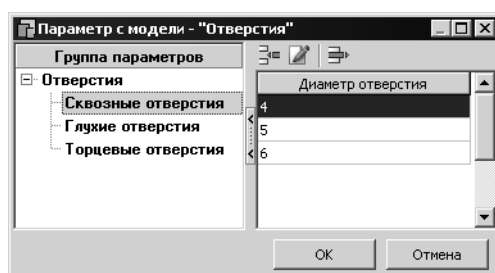 Параметр с модели - "Отверстия"
Группа параметров
Отверстия
Сквозные отверстия
Глухие отверстия
Торцевые отверстия
Диаметр отверстия
4
5
6
ОК
Отмена